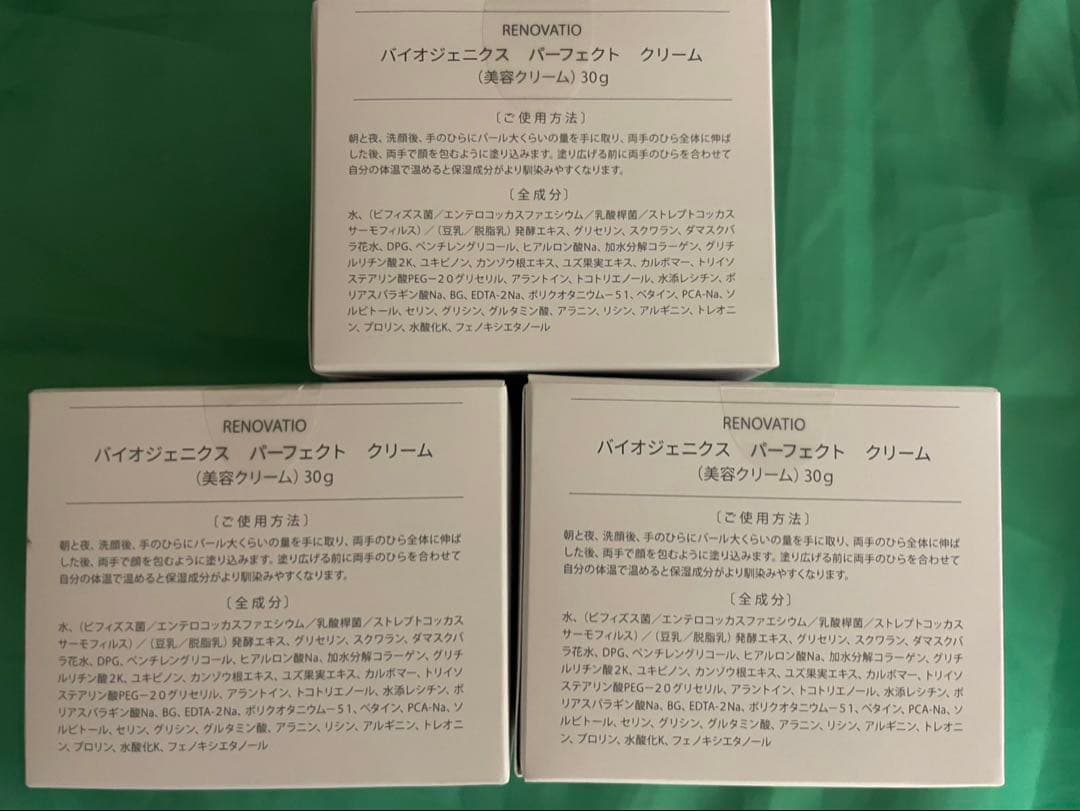 RENOVATIO
バイオジェニクス パーフェクト クリーム
（美容クリーム）30g
〔ご使用方法〕
朝と夜、洗顔後、手のひらにパール大くらいの量を手に取り、両手のひら全体に伸ば
した後、両手で顔を包むように塗り込みます。塗り広げる前に両手のひらを合わせて
自分の体温で温めると保湿成分がより馴染みやすくなります。
〔全成分〕
水、（ビフィズス菌／エンテロコッカスファエシウム／乳酸桿菌／ストレプトコッカス
サーモフィルス）／（豆乳／脱脂乳）発酵エキス、グリセリン、スクワラン、ダマスクバ
ラ花水、DPG、ペンチレングリコール、ヒアルロン酸Na、加水分解コラーゲン、グリチ
ルリチン酸2K、ユキビノン、カンゾウ根エキス、ユズ果実エキス、カルボマー、トリイソ
ステアリン酸PEG－20グリセリル、アラントイン、トコトリエノール、水添レシチン、ポ
リアスパラギン酸Na、BG、EDTA-2Na、ポリクオタニウム－51、ベタイン、PCA-Na、ソ
ルビトール、セリン、グリシン、グルタミン酸、アラニン、リシン、アルギニン、トレオニ
ン、プロリン、水酸化K、フェノキシエタノール
RENOVATIO
バイオジェニクス パーフェクト クリーム
（美容クリーム）30g
〔ご使用方法〕
朝と夜、洗顔後、手のひらにパール大くらいの量を手に取り、両手のひら全体に伸ば
した後、両手で顔を包むように塗り込みます。塗り広げる前に両手のひらを合わせて
自分の体温で温めると保湿成分がより馴染みやすくなります。
〔全成分〕
水、（ビフィズス菌／エンテロコッカスファエシウム／乳酸桿菌／ストレプトコッカス
サーモフィルス）／（豆乳／脱脂乳）発酵エキス、グリセリン、スクワラン、ダマスクバ
ラ花水、DPG、ペンチレングリコール、ヒアルロン酸Na、加水分解コラーゲン、グリチ
ルリチン酸2K、ユキビノン、カンゾウ根エキス、ユズ果実エキス、カルボマー、トリイソ
ステアリン酸PEG－20グリセリル、アラントイン、トコトリエノール、水添レシチン、ポ
リアスパラギン酸Na、BG、EDTA-2Na、ポリクオタニウム－51、ベタイン、PCA-Na、ソ
ルビトール、セリン、グリシン、グルタミン酸、アラニン、リシン、アルギニン、トレオニ
ン、プロリン、水酸化K、フェノキシエタノール
RENOVATIO
バイオジェニクス パーフェクト クリーム
（美容クリーム）30g
〔ご使用方法〕
朝と夜、洗顔後、手のひらにパール大くらいの量を手に取り、両手のひら全体に伸ば
した後、両手で顔を包むように塗り込みます。塗り広げる前に両手のひらを合わせて
自分の体温で温めると保湿成分がより馴染みやすくなります。
〔全成分〕
水、（ビフィズス菌／エンテロコッカスファエシウム／乳酸桿菌／ストレプトコッカス
サーモフィルス）／（豆乳／脱脂乳）発酵エキス、グリセリン、スクワラン、ダマスクバ
ラ花水、DPG、ペンチレングリコール、ヒアルロン酸Na、加水分解コラーゲン、グリチ
ルリチン酸2K、ユキビノン、カンゾウ根エキス、ユズ果実エキス、カルボマー、トリイソ
ステアリン酸PEG－20グリセリル、アラントイン、トコトリエノール、水添レシチン、ポ
リアスパラギン酸Na、BG、EDTA-2Na、ポリクオタニウム－51、ベタイン、PCA-Na、ソ
ルビトール、セリン、グリシン、グルタミン酸、アラニン、リシン、アルギニン、トレオニ
ン、プロリン、水酸化K、フェノキシエタノール